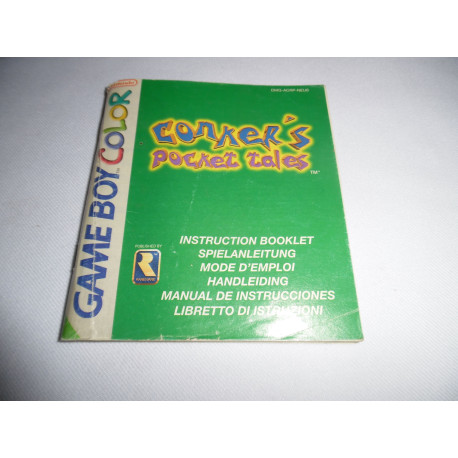 GAME BOY COLOR
Conker's
Pocket Tales
TM
PUBLISHED BY
R
INSTRUCTION BOOKLET
SPIELANLEITUNG
MODE D'EMPLOI
HANDLEIDING
MANUAL DE INSTRUCCIONES
LIBRETTO DI ISTRUZIONI